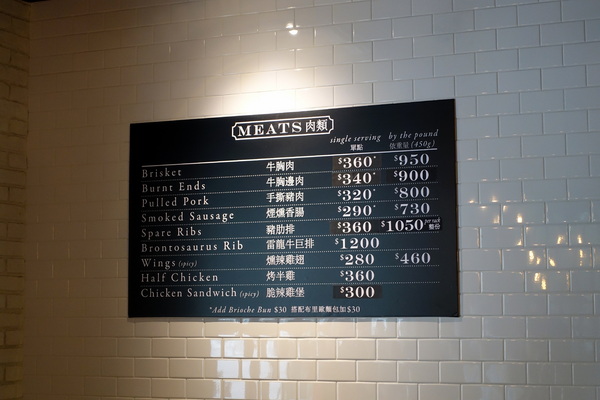 MEATS 肉類
single serving by the pound
單點 依重量 (450g)
Brisket 牛胸肉 $360* $950
Burnt Ends 牛胸邊肉 $340* $900
Pulled Pork 手撕豬肉 $320* $800
Smoked Sausage 煙燻香腸 $290* $730
Spare Ribs 豬肋排 $360 $1050 per rack 整份
Brontosaurus Rib 雷龍牛巨排 $1200
Wings (spicy) 燻辣雞翅 $280 $460
Half Chicken 烤半雞 $360
Chicken Sandwich (spicy) 脆辣雞堡 $300
*Add Brioche Bun $30 搭配布里歐麵包加$30